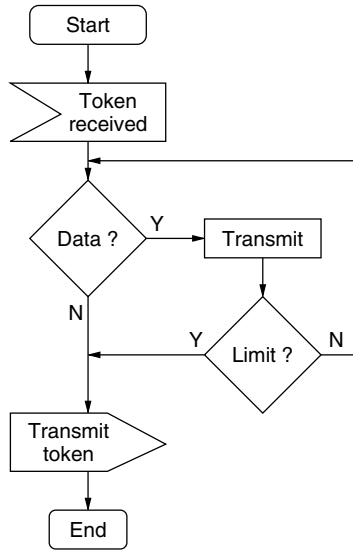 Start
Token
received
Data ?
Y
Transmit
N
Y
Limit ?
N
Transmit
token
End